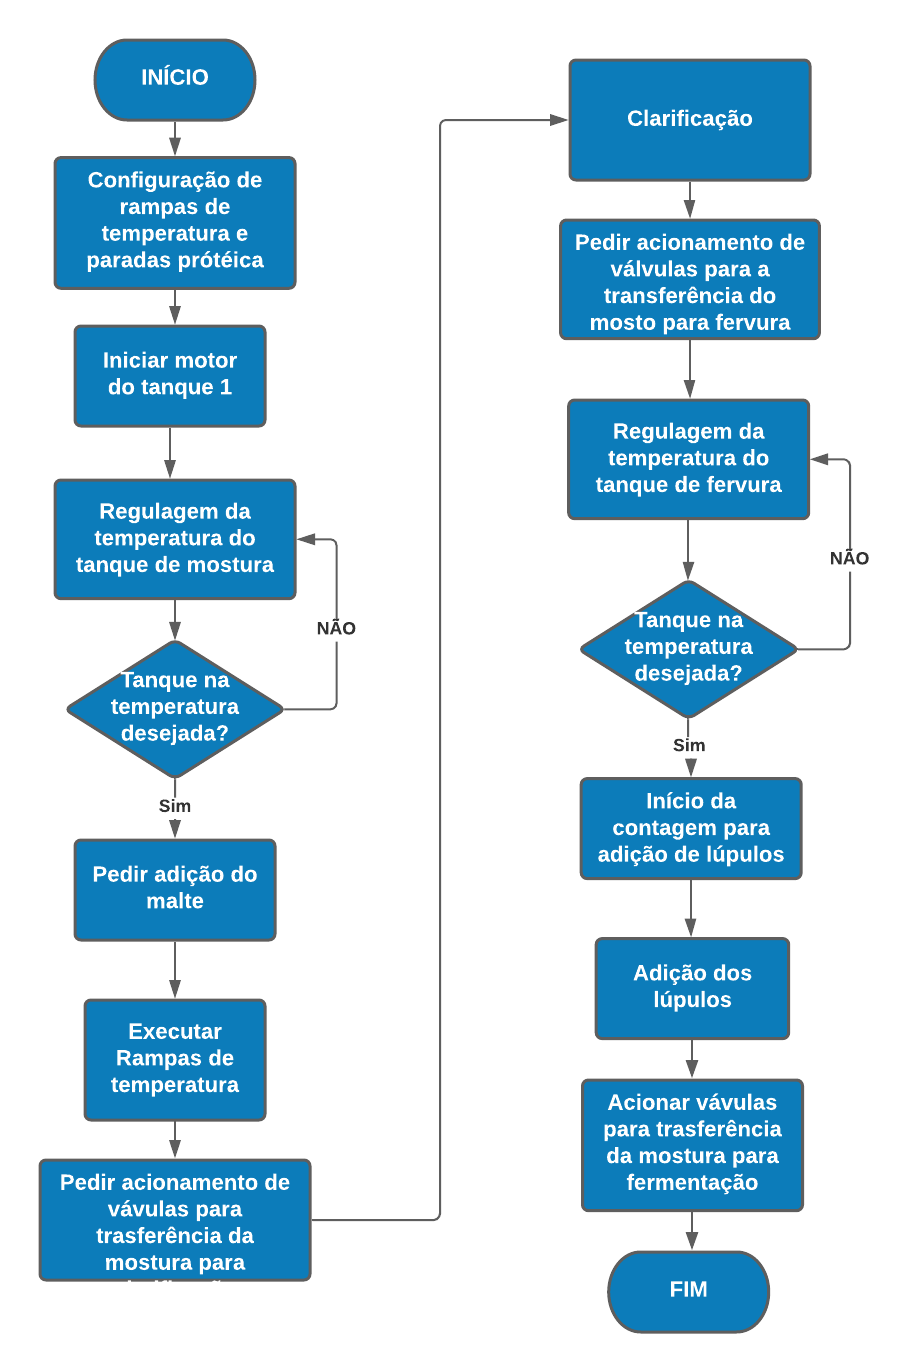 INÍCIO
Configuração de
rampas de
temperatura e
paradas prótéica
Iniciar motor
do tanque 1
Regulagem da
temperatura do
tanque de mostura
NÃO
Tanque na
temperatura
desejada?
Sim
Pedir adição do
malte
Executar
Rampas de
temperatura
Pedir acionamento de
vávulas para
trasferência da
mostura para
Clarificação
Pedir acionamento de
válvulas para a
transferência do
mosto para fervura
Regulagem da
temperatura do
tanque de fervura
NÃO
Tanque na
temperatura
desejada?
Sim
Início da
contagem para
adição de lúpulos
Adição dos
lúpulos
Acionar vávulas
para trasferência
da mostura para
fermentação
FIM